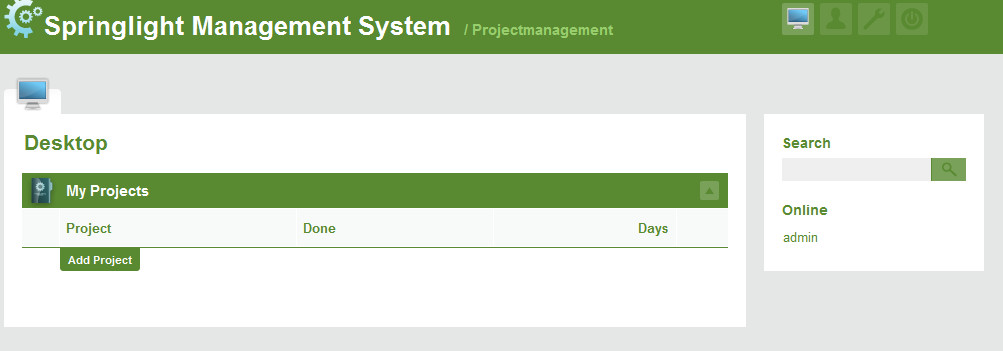 Springlight Management System / Projectmanagement
Desktop
My Projects
Project Done Days
Add Project
Search
Online
admin